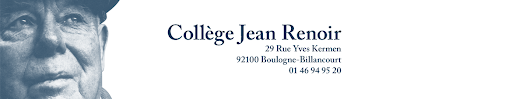 Collège Jean Renoir
29 Rue Yves Kermen
92100 Boulogne-Billancourt
01 46 94 95 20